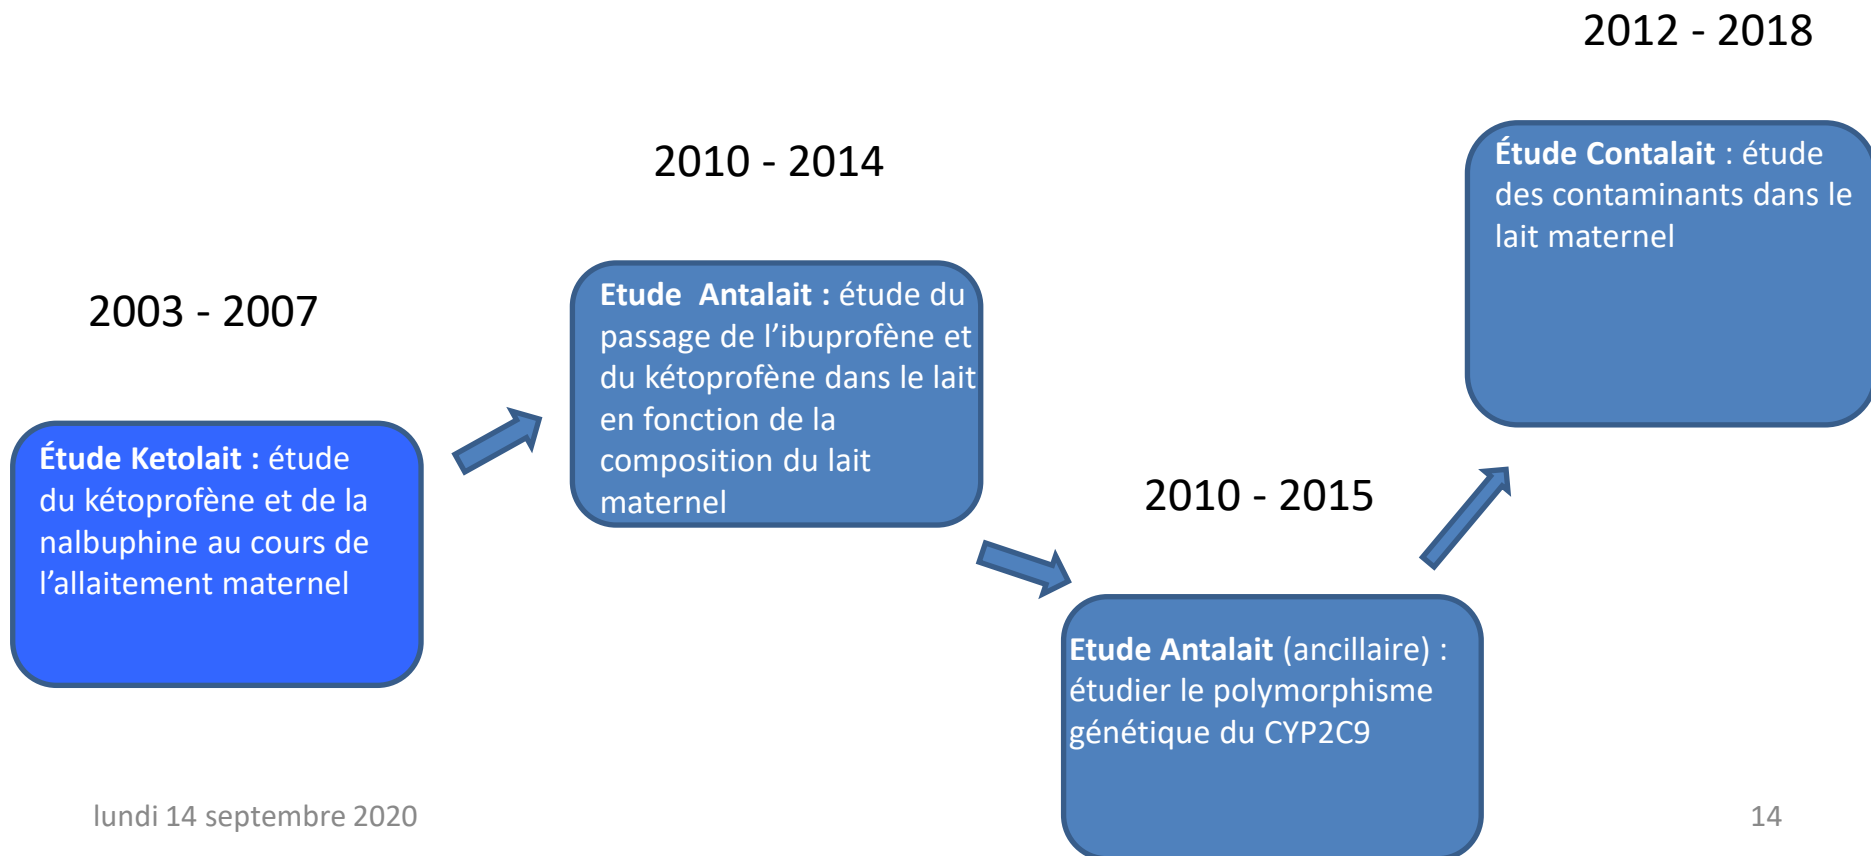 2003 - 2007
Étude Ketolait : étude
du kétoprofène et de la
nalbuphine au cours de
l’allaitement maternel
2010 - 2014
Etude Antalait : étude du
passage de l’ibuprofène et
du kétoprofène dans le lait
en fonction de la
composition du lait
maternel
2010 - 2015
Etude Antalait (ancillaire) :
étudier le polymorphisme
génétique du CYP2C9
2012 - 2018
Étude Contalait : étude
des contaminants dans le
lait maternel
lundi 14 septembre 2020
14